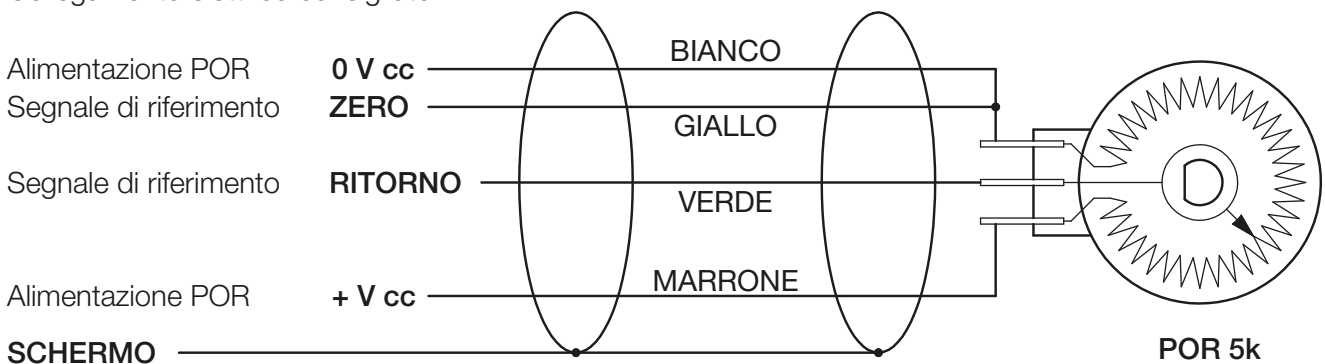 Alimentazione POR 0 V cc BIANCO
Segnale di riferimento ZERO
GIALLO
Segnale di riferimento RITORNO
VERDE
Alimentazione POR + V cc MARRONE
SCHERMO
POR 5k